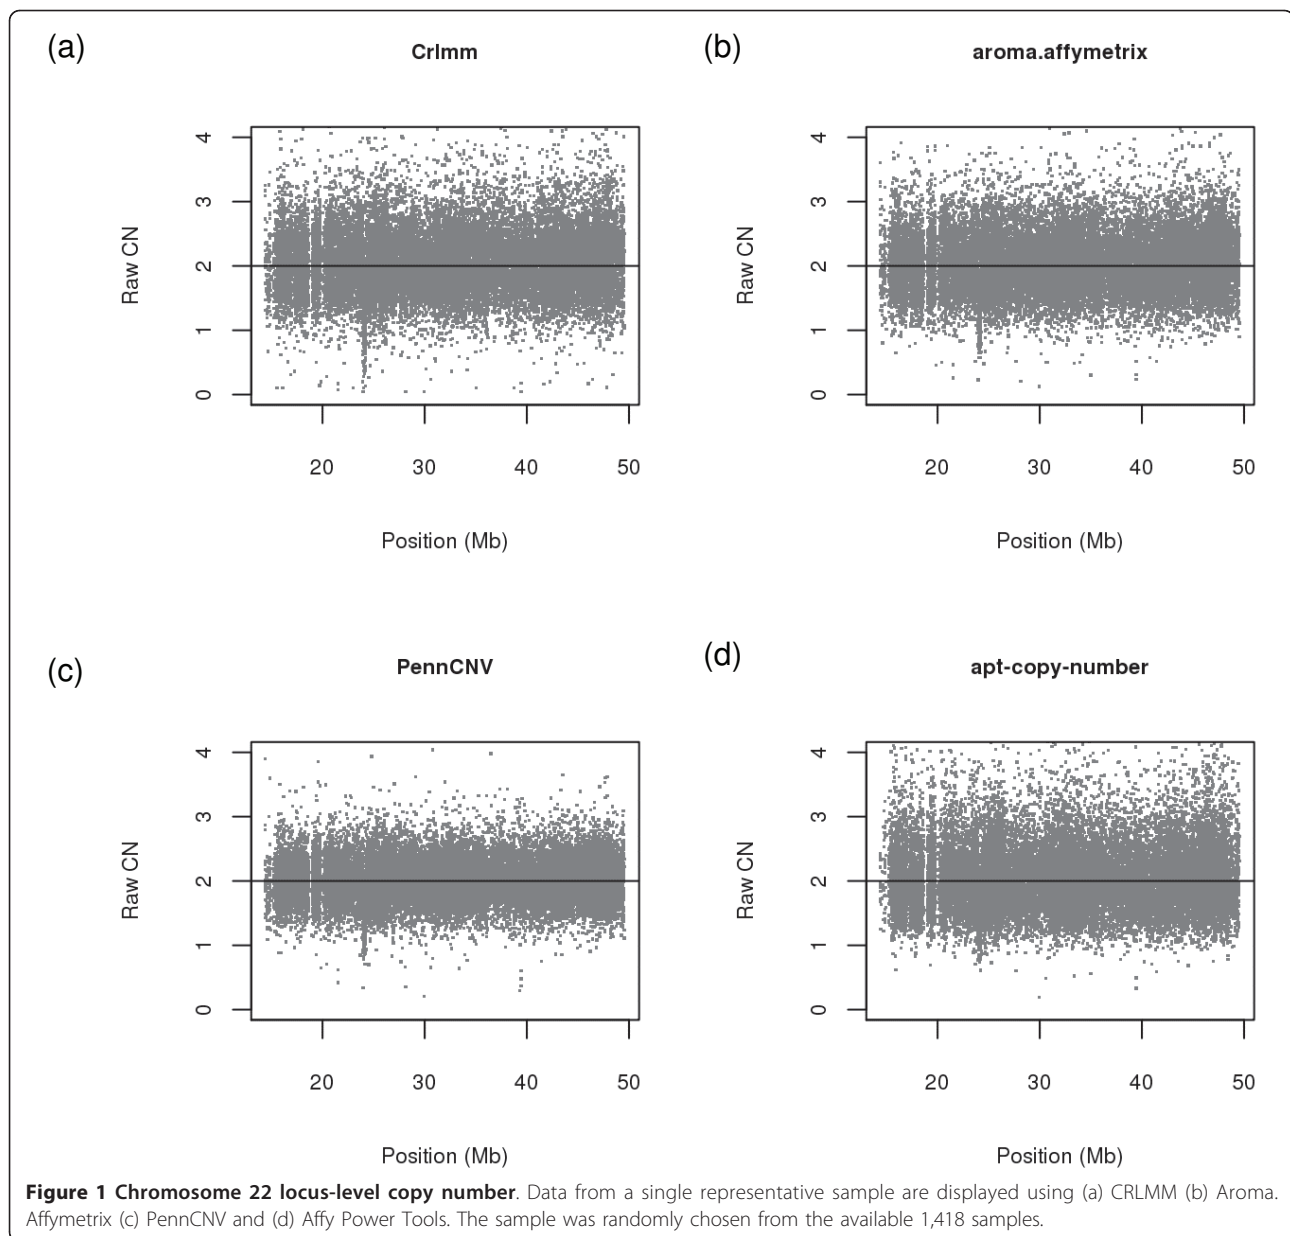 (a)
Crlmm
4
3
2
1
0
Raw CN
20 30 40 50
Position (Mb)
(b)
aroma.affymetrix
4
3
2
1
0
Raw CN
20 30 40 50
Position (Mb)
(c)
PennCNV
4
3
2
1
0
Raw CN
20 30 40 50
Position (Mb)
(d)
apt-copy-number
4
3
2
1
0
Raw CN
20 30 40 50
Position (Mb)
Figure 1 Chromosome 22 locus-level copy number. Data from a single representative sample are displayed using (a) CRLMM (b) Aroma.
Affymetrix (c) PennCNV and (d) Affy Power Tools. The sample was randomly chosen from the available 1,418 samples.